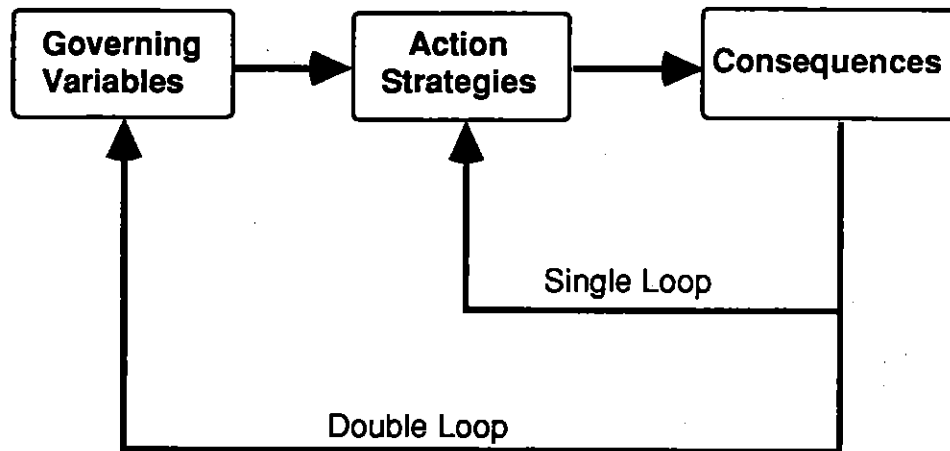 Governing
Variables
Action
Strategies
Consequences
Single Loop
Double Loop